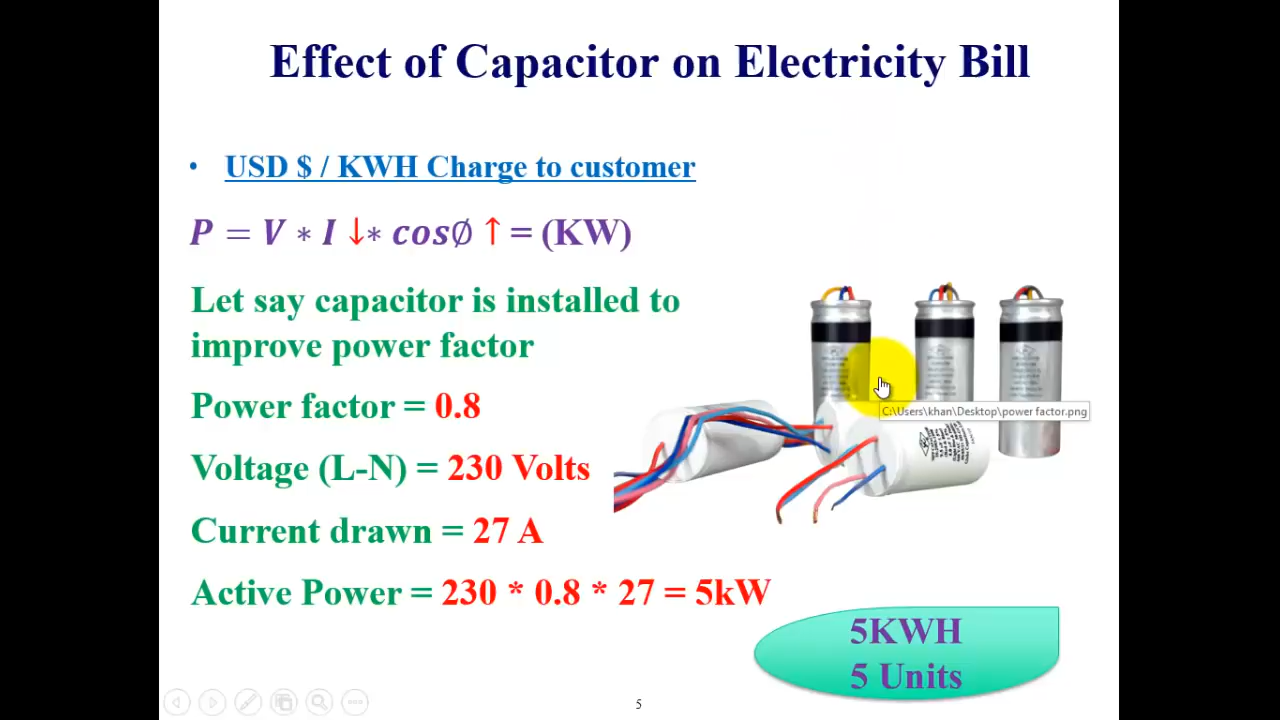 Effect of Capacitor on Electricity Bill
• USD $ / KWH Charge to customer
P = V * I ↓* cosØ ↑ = (KW)
Let say capacitor is installed to
improve power factor
Power factor = 0.8
Voltage (L-N) = 230 Volts
Current drawn = 27 A
Active Power = 230 * 0.8 * 27 = 5kW
C:\Users\khan\Desktop\power factor.png
5KWH
5 Units
5